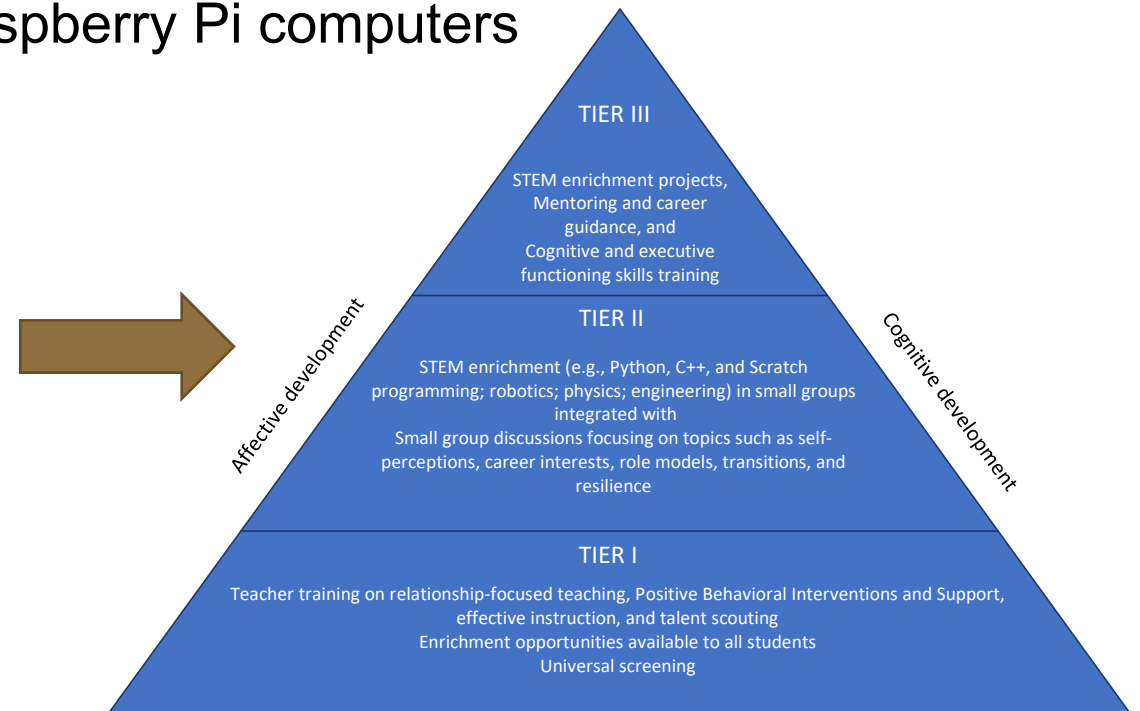 spberry Pi computers
TIER III
STEM enrichment projects,
Mentoring and career
guidance, and
Cognitive and executive
functioning skills training
TIER II
STEM enrichment (e.g., Python, C++, and Scratch
programming; robotics; physics; engineering) in small groups
integrated with
Small group discussions focusing on topics such as self-
perceptions, career interests, role models, transitions, and
resilience
Affective development
Cognitive development
TIER I
Teacher training on relationship-focused teaching, Positive Behavioral Interventions and Support,
effective instruction, and talent scouting
Enrichment opportunities available to all students
Universal screening